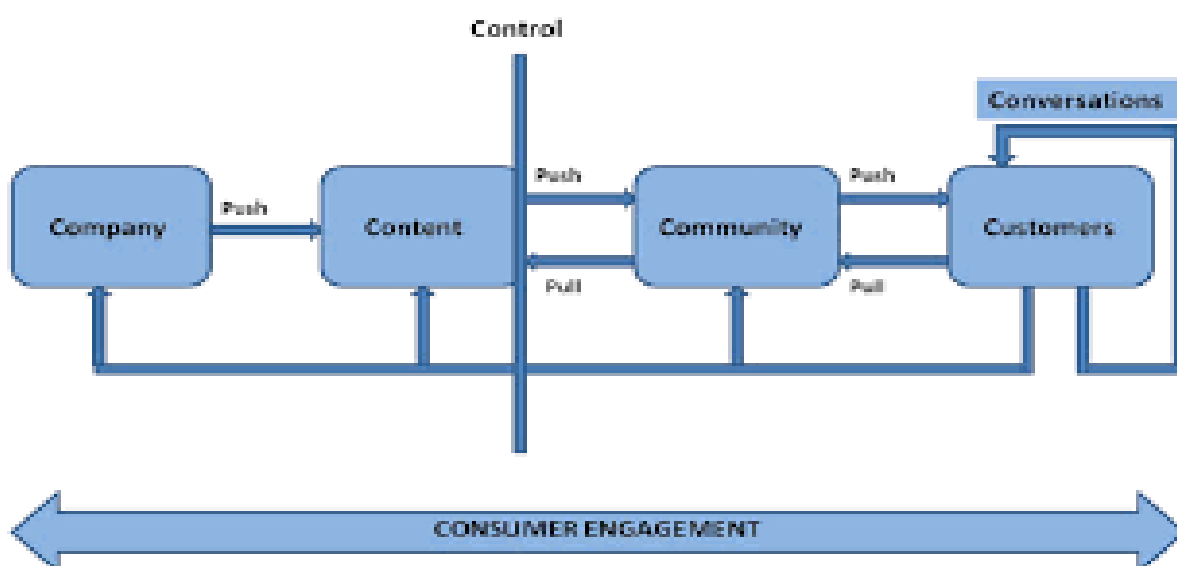 Control
Conversations
Push
Push
Push
Company
Content
Community
Customers
Pull
Pull
CONSUMER ENGAGEMENT